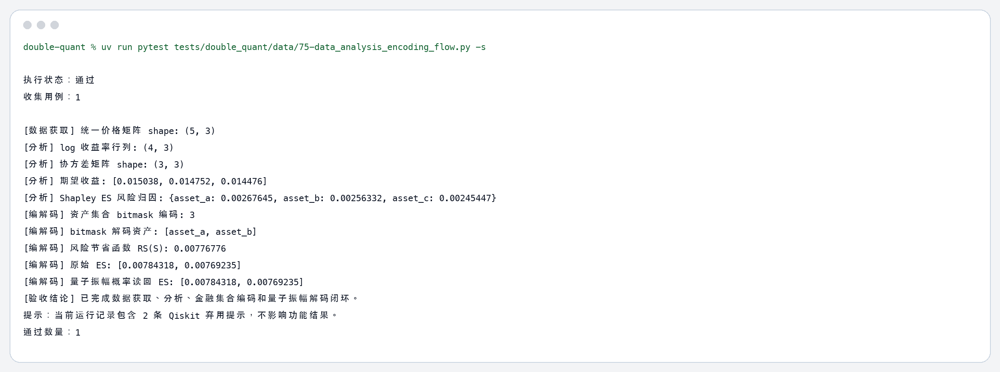 double-quant % uv run pytest tests/double_quant/data/75-data_analysis_encoding_flow.py -s
执行状态：通过
收集用例：1
[数据获取] 统一价格矩阵 shape: (5, 3)
[分析] log 收益率行列: (4, 3)
[分析] 协方差矩阵 shape: (3, 3)
[分析] 期望收益: [0.015038, 0.014752, 0.014476]
[分析] Shapley ES 风险归因: {asset_a: 0.00267645, asset_b: 0.00256332, asset_c: 0.00245447}
[编解码] 资产集合 bitmask 编码: 3
[编解码] bitmask 解码资产: [asset_a, asset_b]
[编解码] 风险节省函数 RS(S): 0.00776776
[编解码] 原始 ES: [0.00784318, 0.00769235]
[编解码] 量子振幅概率读回 ES: [0.00784318, 0.00769235]
[验收结论] 已完成数据获取、分析、金融集合编码和量子振幅解码闭环。
提示：当前运行记录包含 2 条 Qiskit 弃用提示，不影响功能结果。
通过数量：1